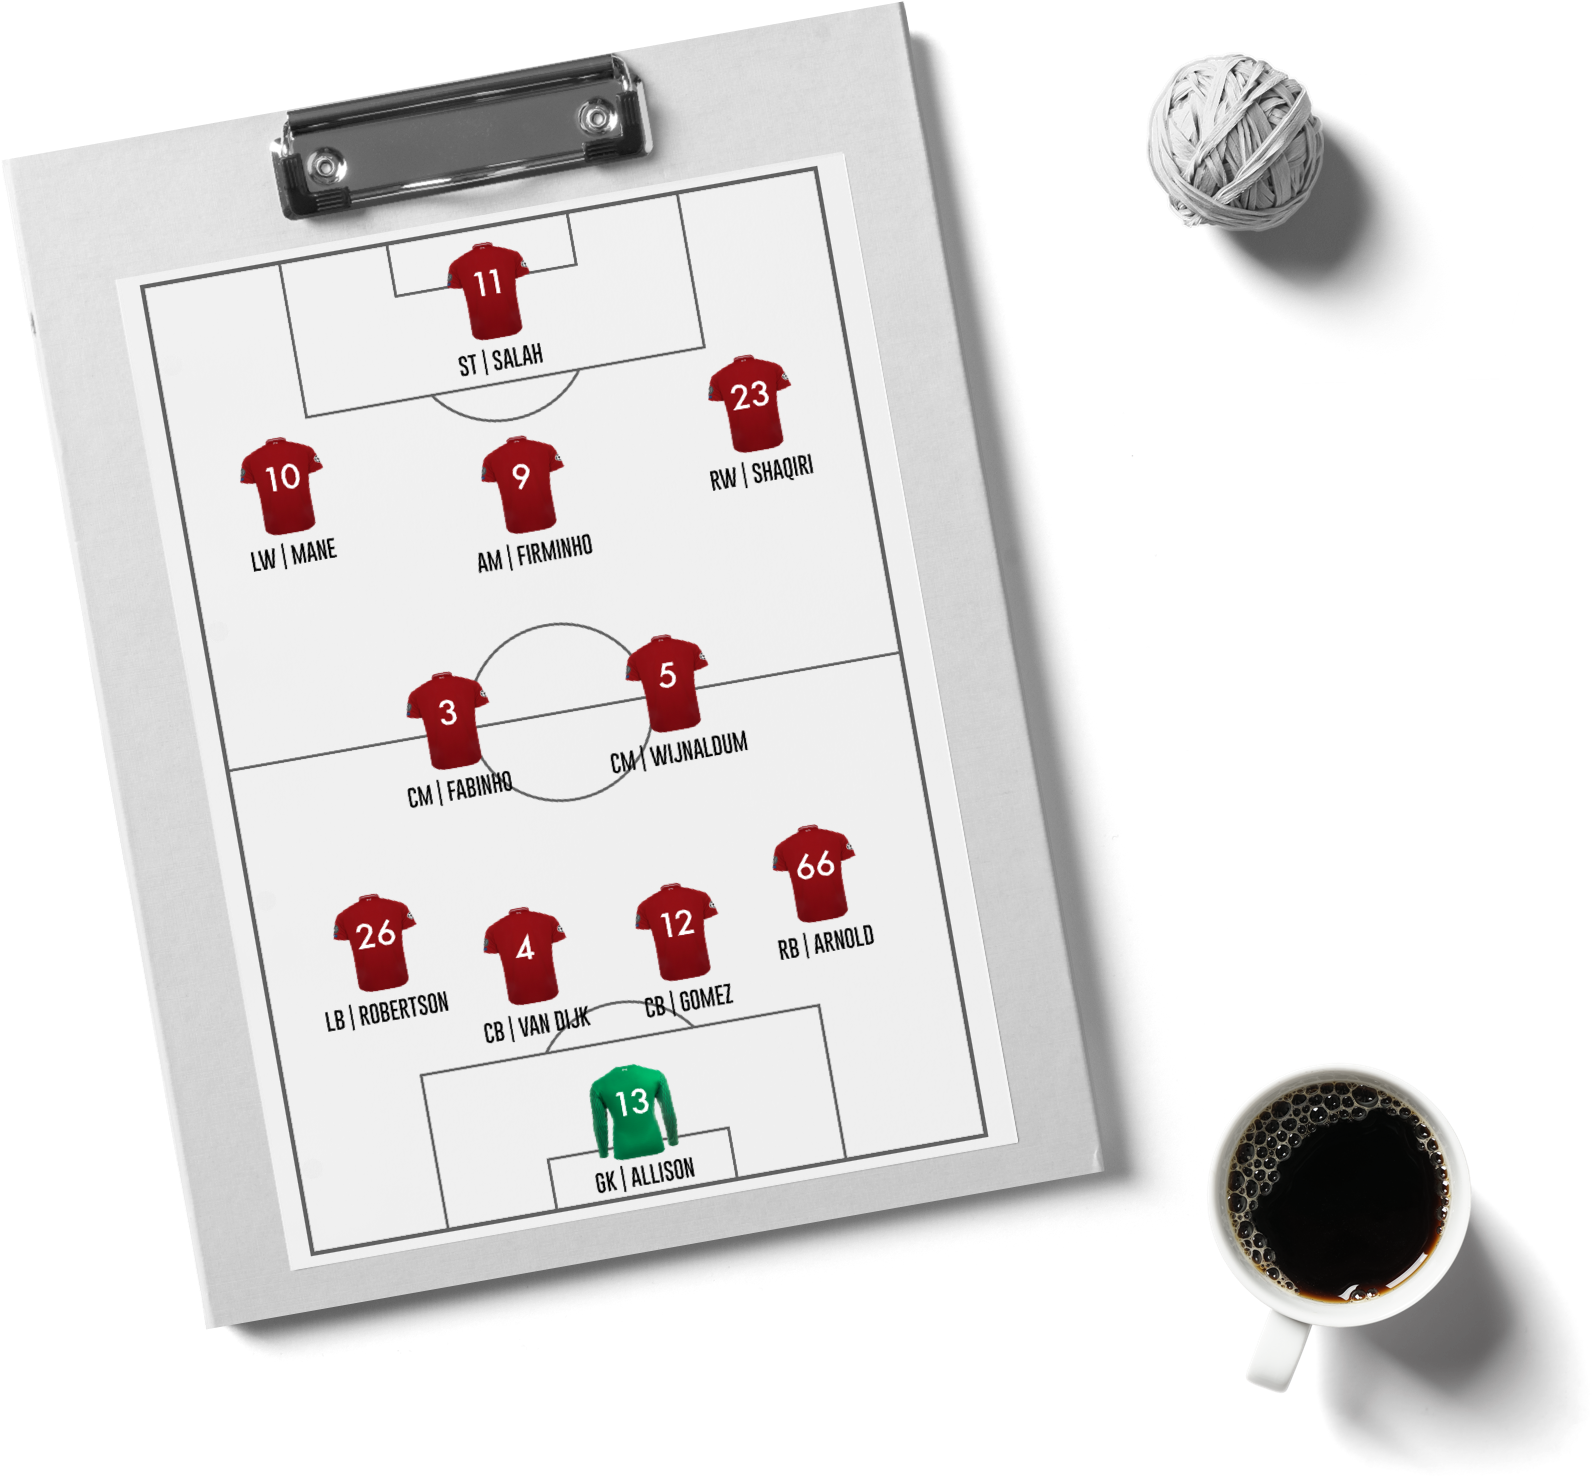 11
ST | SALAH
23
RW | SHAQIRI
10
LW | MANE
9
AM | FIRMINHO
3
CM | FABINHO
5
CM | WIJNALDUM
26
LB | ROBERTSON
4
CB | VAN DIJK
12
CB | GOMEZ
66
RB | ARNOLD
13
GK | ALLISON